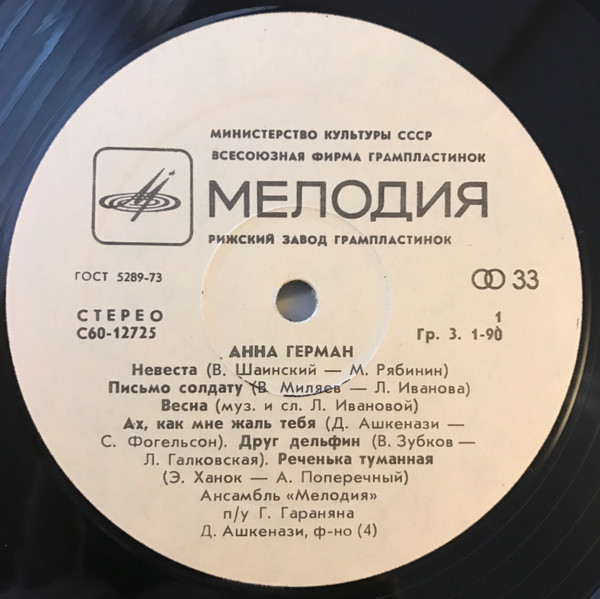 МИНИСТЕРСТВО КУЛЬТУРЫ СССР
ВСЕСОЮЗНАЯ ФИРМА ГРАМПЛАСТИНОК
МЕЛОДИЯ
РИЖСКИЙ ЗАВОД ГРАМПЛАСТИНОК
ГОСТ 5289-73
33
СТЕРЕО
1
С60-12725
Гр. 3. 1-90
АННА ГЕРМАН
Невеста (В. Шаинский — М. Рябинин)
Письмо солдату (В. Миляев — Л. Иванова)
Весна (муз. и сл. Л. Ивановой)
Ах, как мне жаль тебя (Д. Ашкенази —
С. Фогельсон). Друг дельфин (В. Зубков —
Л. Галковская). Реченька туманная
(Э. Ханок — А. Поперечный)
Ансамбль «Мелодия»
п/у Г. Гараняна
Д. Ашкенази, ф-но (4)